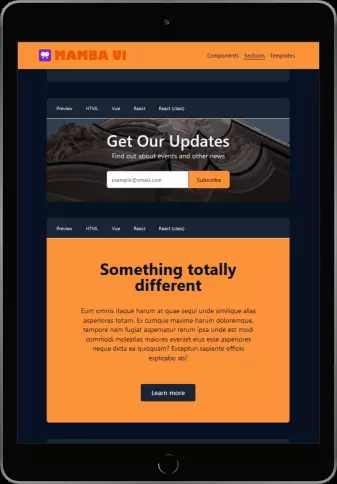 MAMBA UI
Components Sections Templates
Preview HTML Vue React React (class)
Get Our Updates
Find out about events and other news
example@email.com Subscribe
Preview HTML Vue React React (class)
Something totally
different
Eum omnis itaque harum at quae sequi unde similique alias
asperiores totam. Ex cumque maxime harum doloremque,
tempore nam fugiat aspernatur rerum ipsa unde est modi
commodi molestias maiores eveniet eius esse asperiores
neque dicta ea quisquam? Excepturi sapiente officiis
explicabo ab?
Learn more